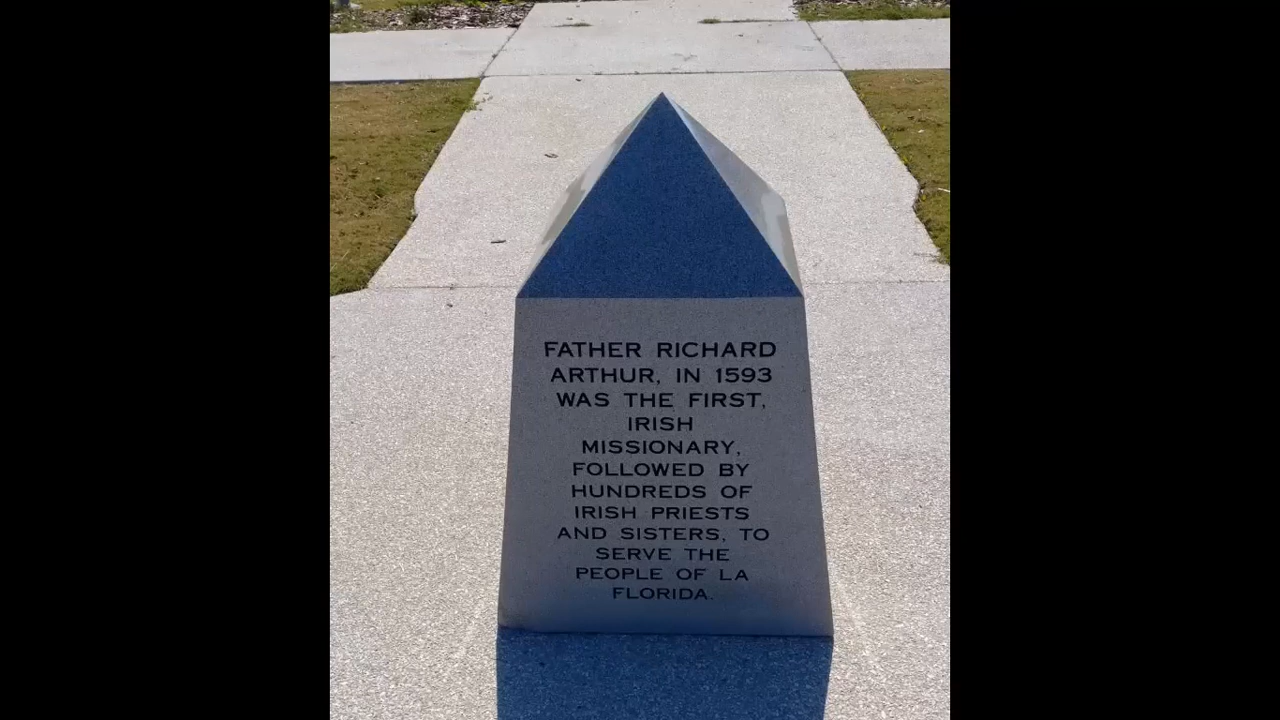 FATHER RICHARD
ARTHUR, IN 1593
WAS THE FIRST,
IRISH
MISSIONARY,
FOLLOWED BY
HUNDREDS OF
IRISH PRIESTS
AND SISTERS, TO
SERVE THE
PEOPLE OF LA
FLORIDA.